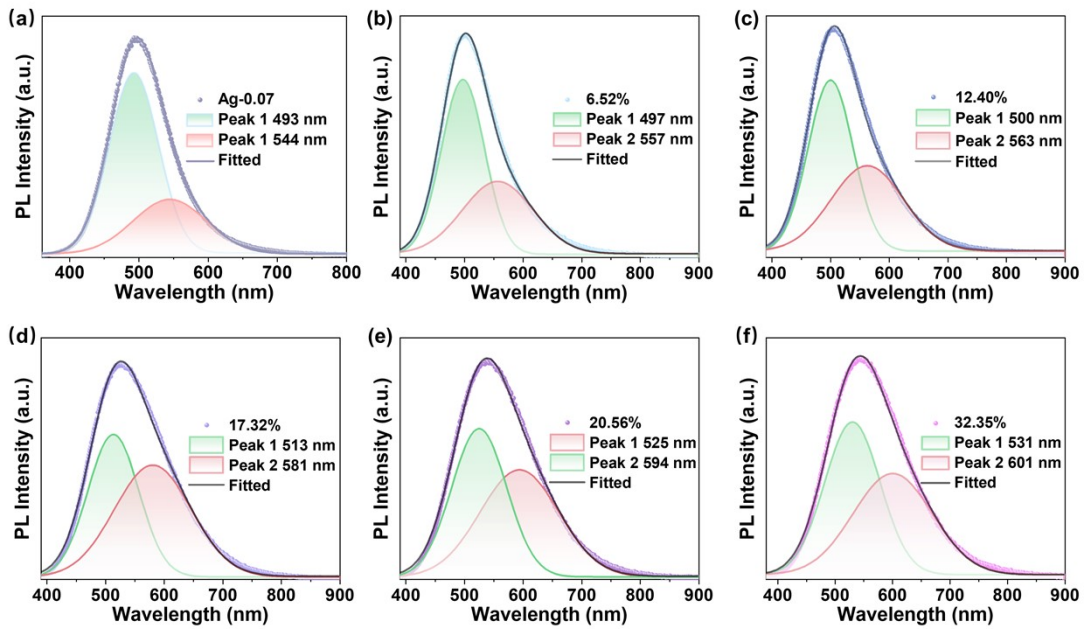 (a)
PL Intensity (a.u.)
Ag-0.07
Peak 1 493 nm
Peak 1 544 nm
Fitted
400 500 600 700 800
Wavelength (nm)
(b)
PL Intensity (a.u.)
6.52%
Peak 1 497 nm
Peak 2 557 nm
Fitted
400 500 600 700 800 900
Wavelength (nm)
(c)
PL Intensity (a.u.)
12.40%
Peak 1 500 nm
Peak 2 563 nm
Fitted
400 500 600 700 800 900
Wavelength (nm)
(d)
PL Intensity (a.u.)
17.32%
Peak 1 513 nm
Peak 2 581 nm
Fitted
400 500 600 700 800 900
Wavelength (nm)
(e)
PL Intensity (a.u.)
20.56%
Peak 1 525 nm
Peak 2 594 nm
Fitted
400 500 600 700 800 900
Wavelength (nm)
(f)
PL Intensity (a.u.)
32.35%
Peak 1 531 nm
Peak 2 601 nm
Fitted
400 500 600 700 800 900
Wavelength (nm)